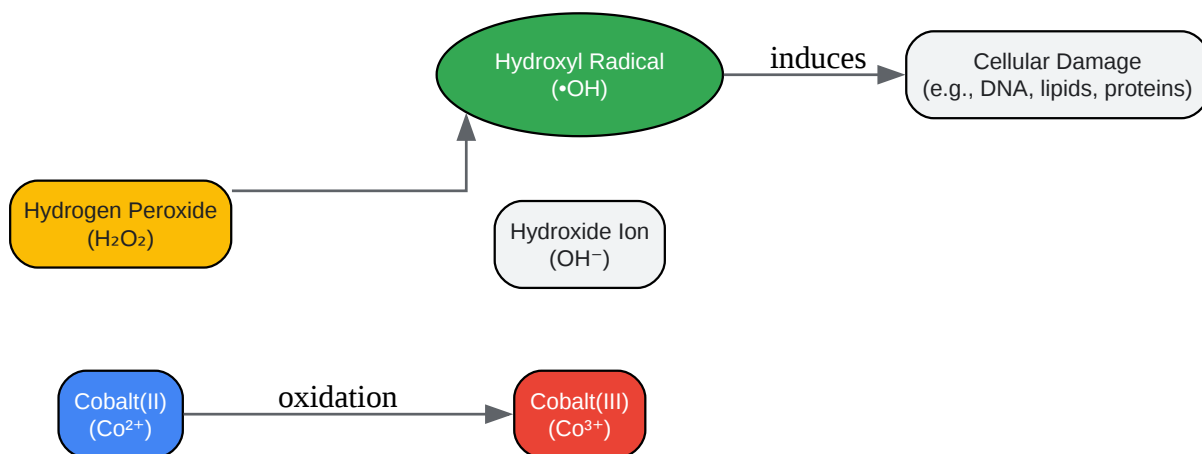 Hydroxyl Radical
(•OH)
induces
Cellular Damage
(e.g., DNA, lipids, proteins)
Hydrogen Peroxide
(H₂O₂)
Hydroxide Ion
(OH⁻)
Cobalt(II)
(Co²⁺)
oxidation
Cobalt(III)
(Co³⁺)